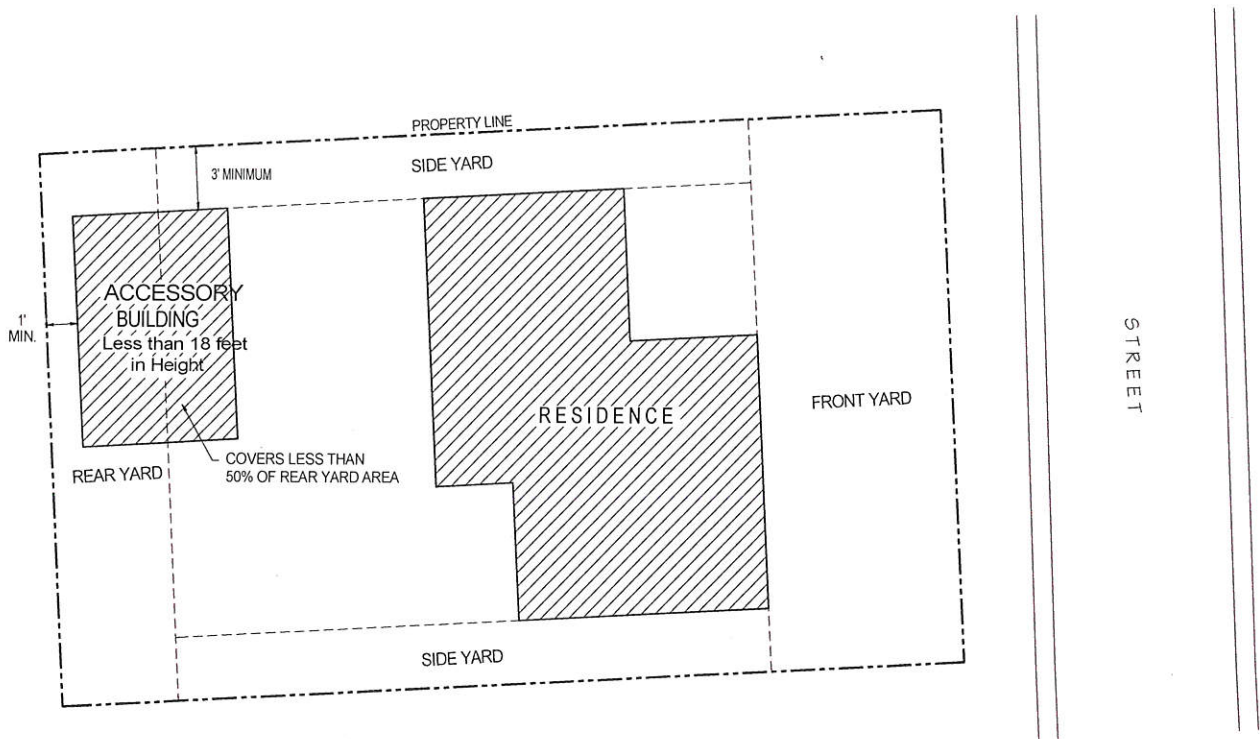 PROPERTY LINE
SIDE YARD
3' MINIMUM
ACCESSORY
BUILDING
Less than 18 feet
in Height
1'
MIN.
RESIDENCE
FRONT YARD
STREET
REAR YARD
COVERS LESS THAN
50% OF REAR YARD AREA
SIDE YARD